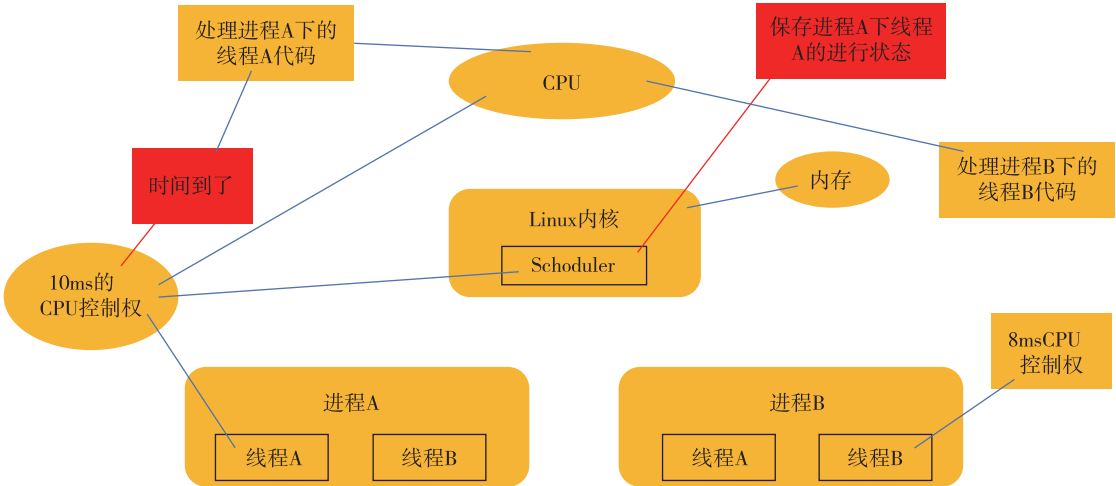 处理进程A下的
线程A代码
CPU
保存进程A下线程
A的进行状态
时间到了
内存
处理进程B下的
线程B代码
Linux内核
Schoduler
10ms的
CPU控制权
8msCPU
控制权
进程A
线程A
线程B
进程B
线程A
线程B